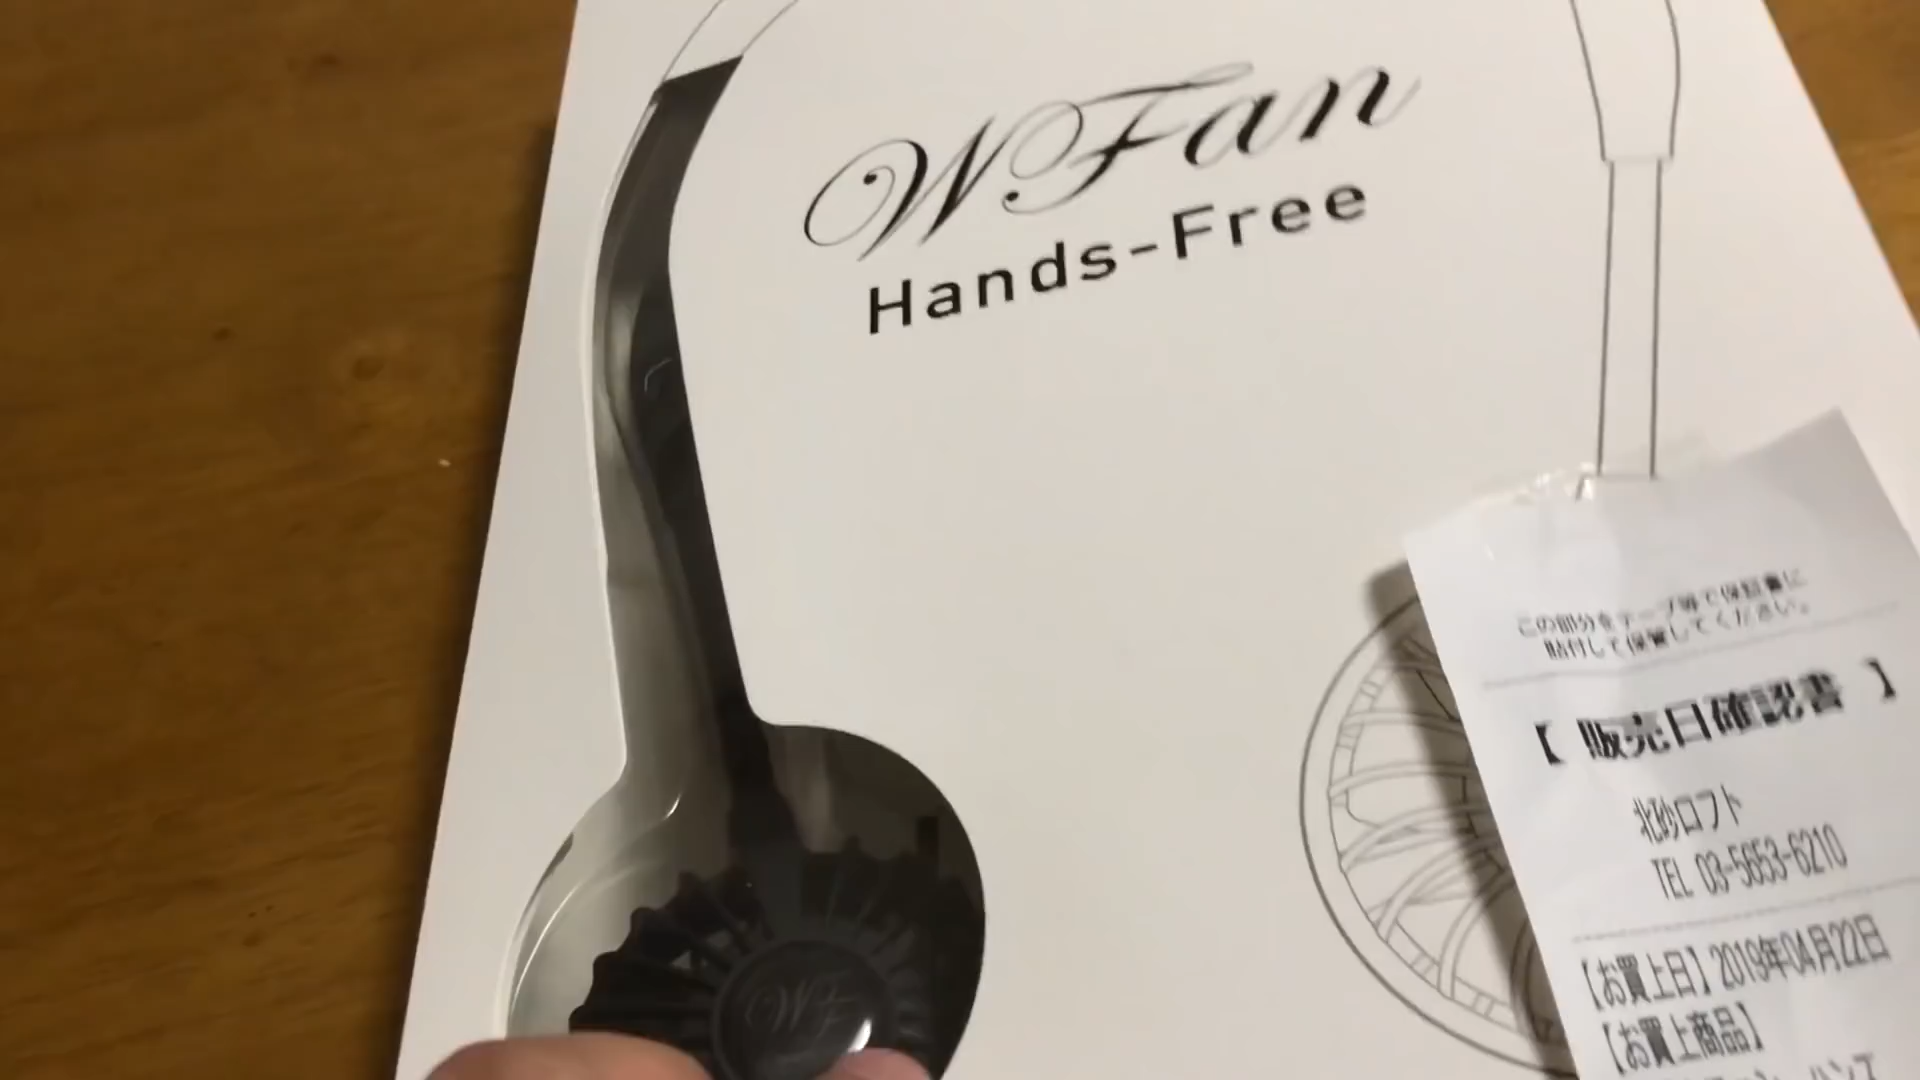 WFan
Hands-Free
この部分をテープ等で保証書に
貼付して保管してください。
【 販売日確認書 】
北砂ロフト
TEL 03-5653-6210
【お買上日】2019年04月22日
【お買上商品】
WF